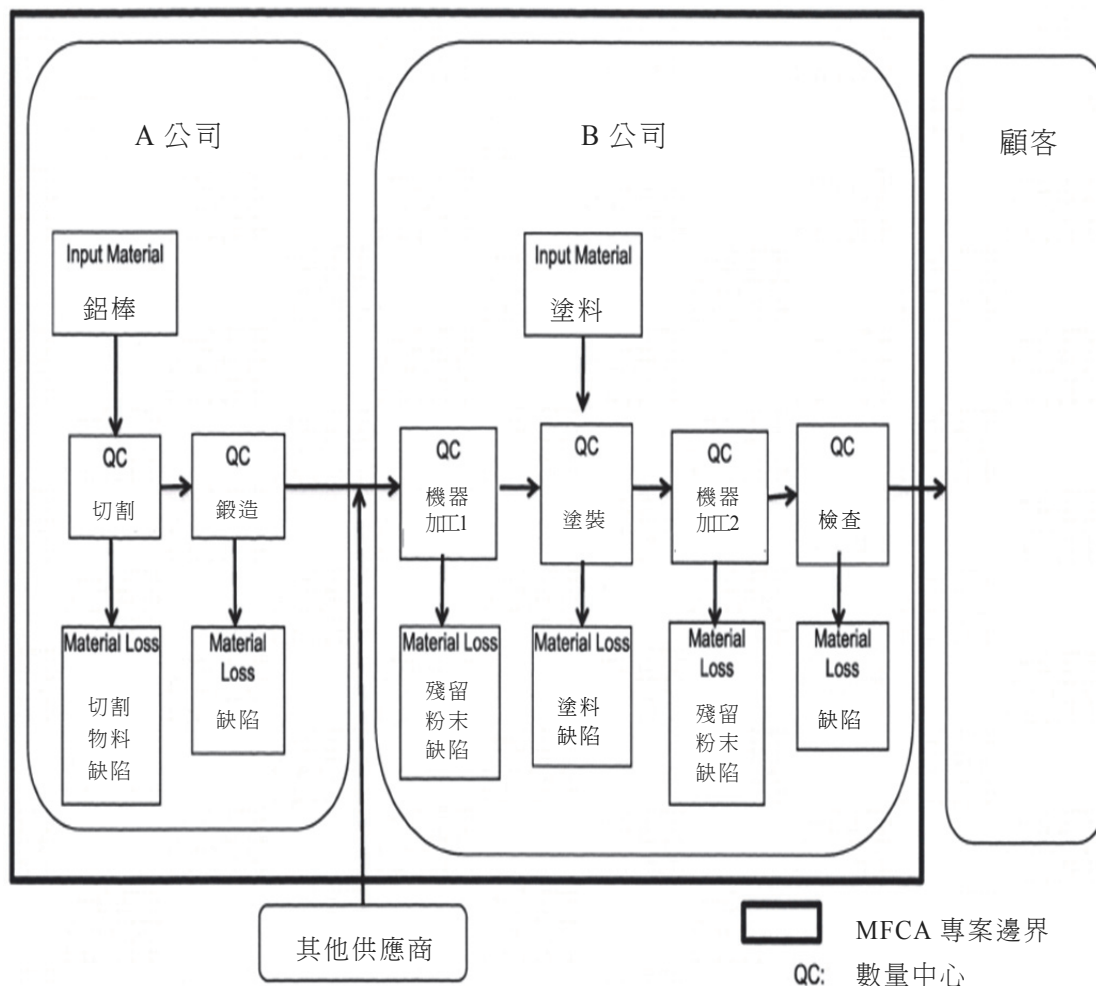 A 公司
B 公司
顧客
Input Material
鋁棒
Input Material
塗料
QC
切割
QC
鍛造
QC
機器
加工1
QC
塗裝
QC
機器
加工2
QC
檢查
Material Loss
切割
物料
缺陷
Material
Loss
缺陷
Material Loss
殘留
粉末
缺陷
Material Loss
塗料
缺陷
Material
Loss
殘留
粉末
缺陷
Material
Loss
缺陷
其他供應商
MFCA 專案邊界
QC: 數量中心